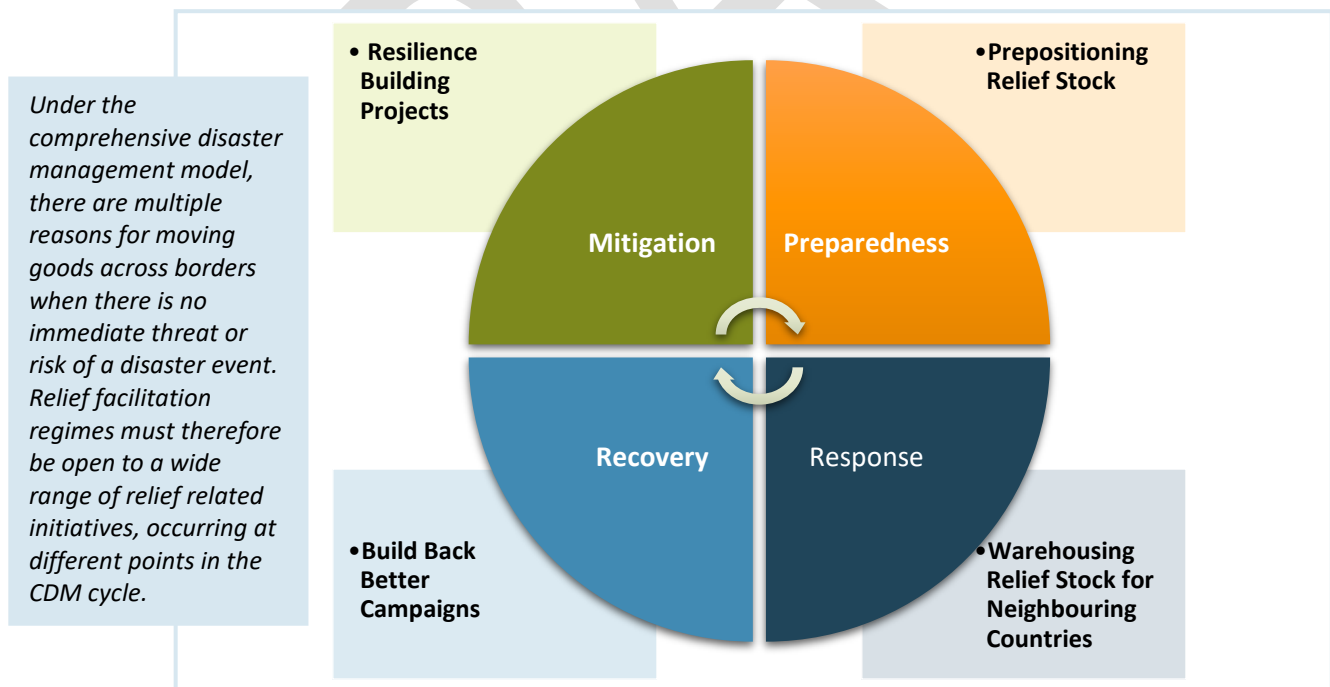 Under the
comprehensive disaster
management model,
there are multiple
reasons for moving
goods across borders
when there is no
immediate threat or
risk of a disaster event.
Relief facilitation
regimes must therefore
be open to a wide
range of relief related
initiatives, occurring at
different points in the
CDM cycle.
• Resilience
Building
Projects
•Prepositioning
Relief Stock
Mitigation
Preparedness
Recovery
Response
•Build Back
Better
Campaigns
•Warehousing
Relief Stock for
Neighbouring
Countries